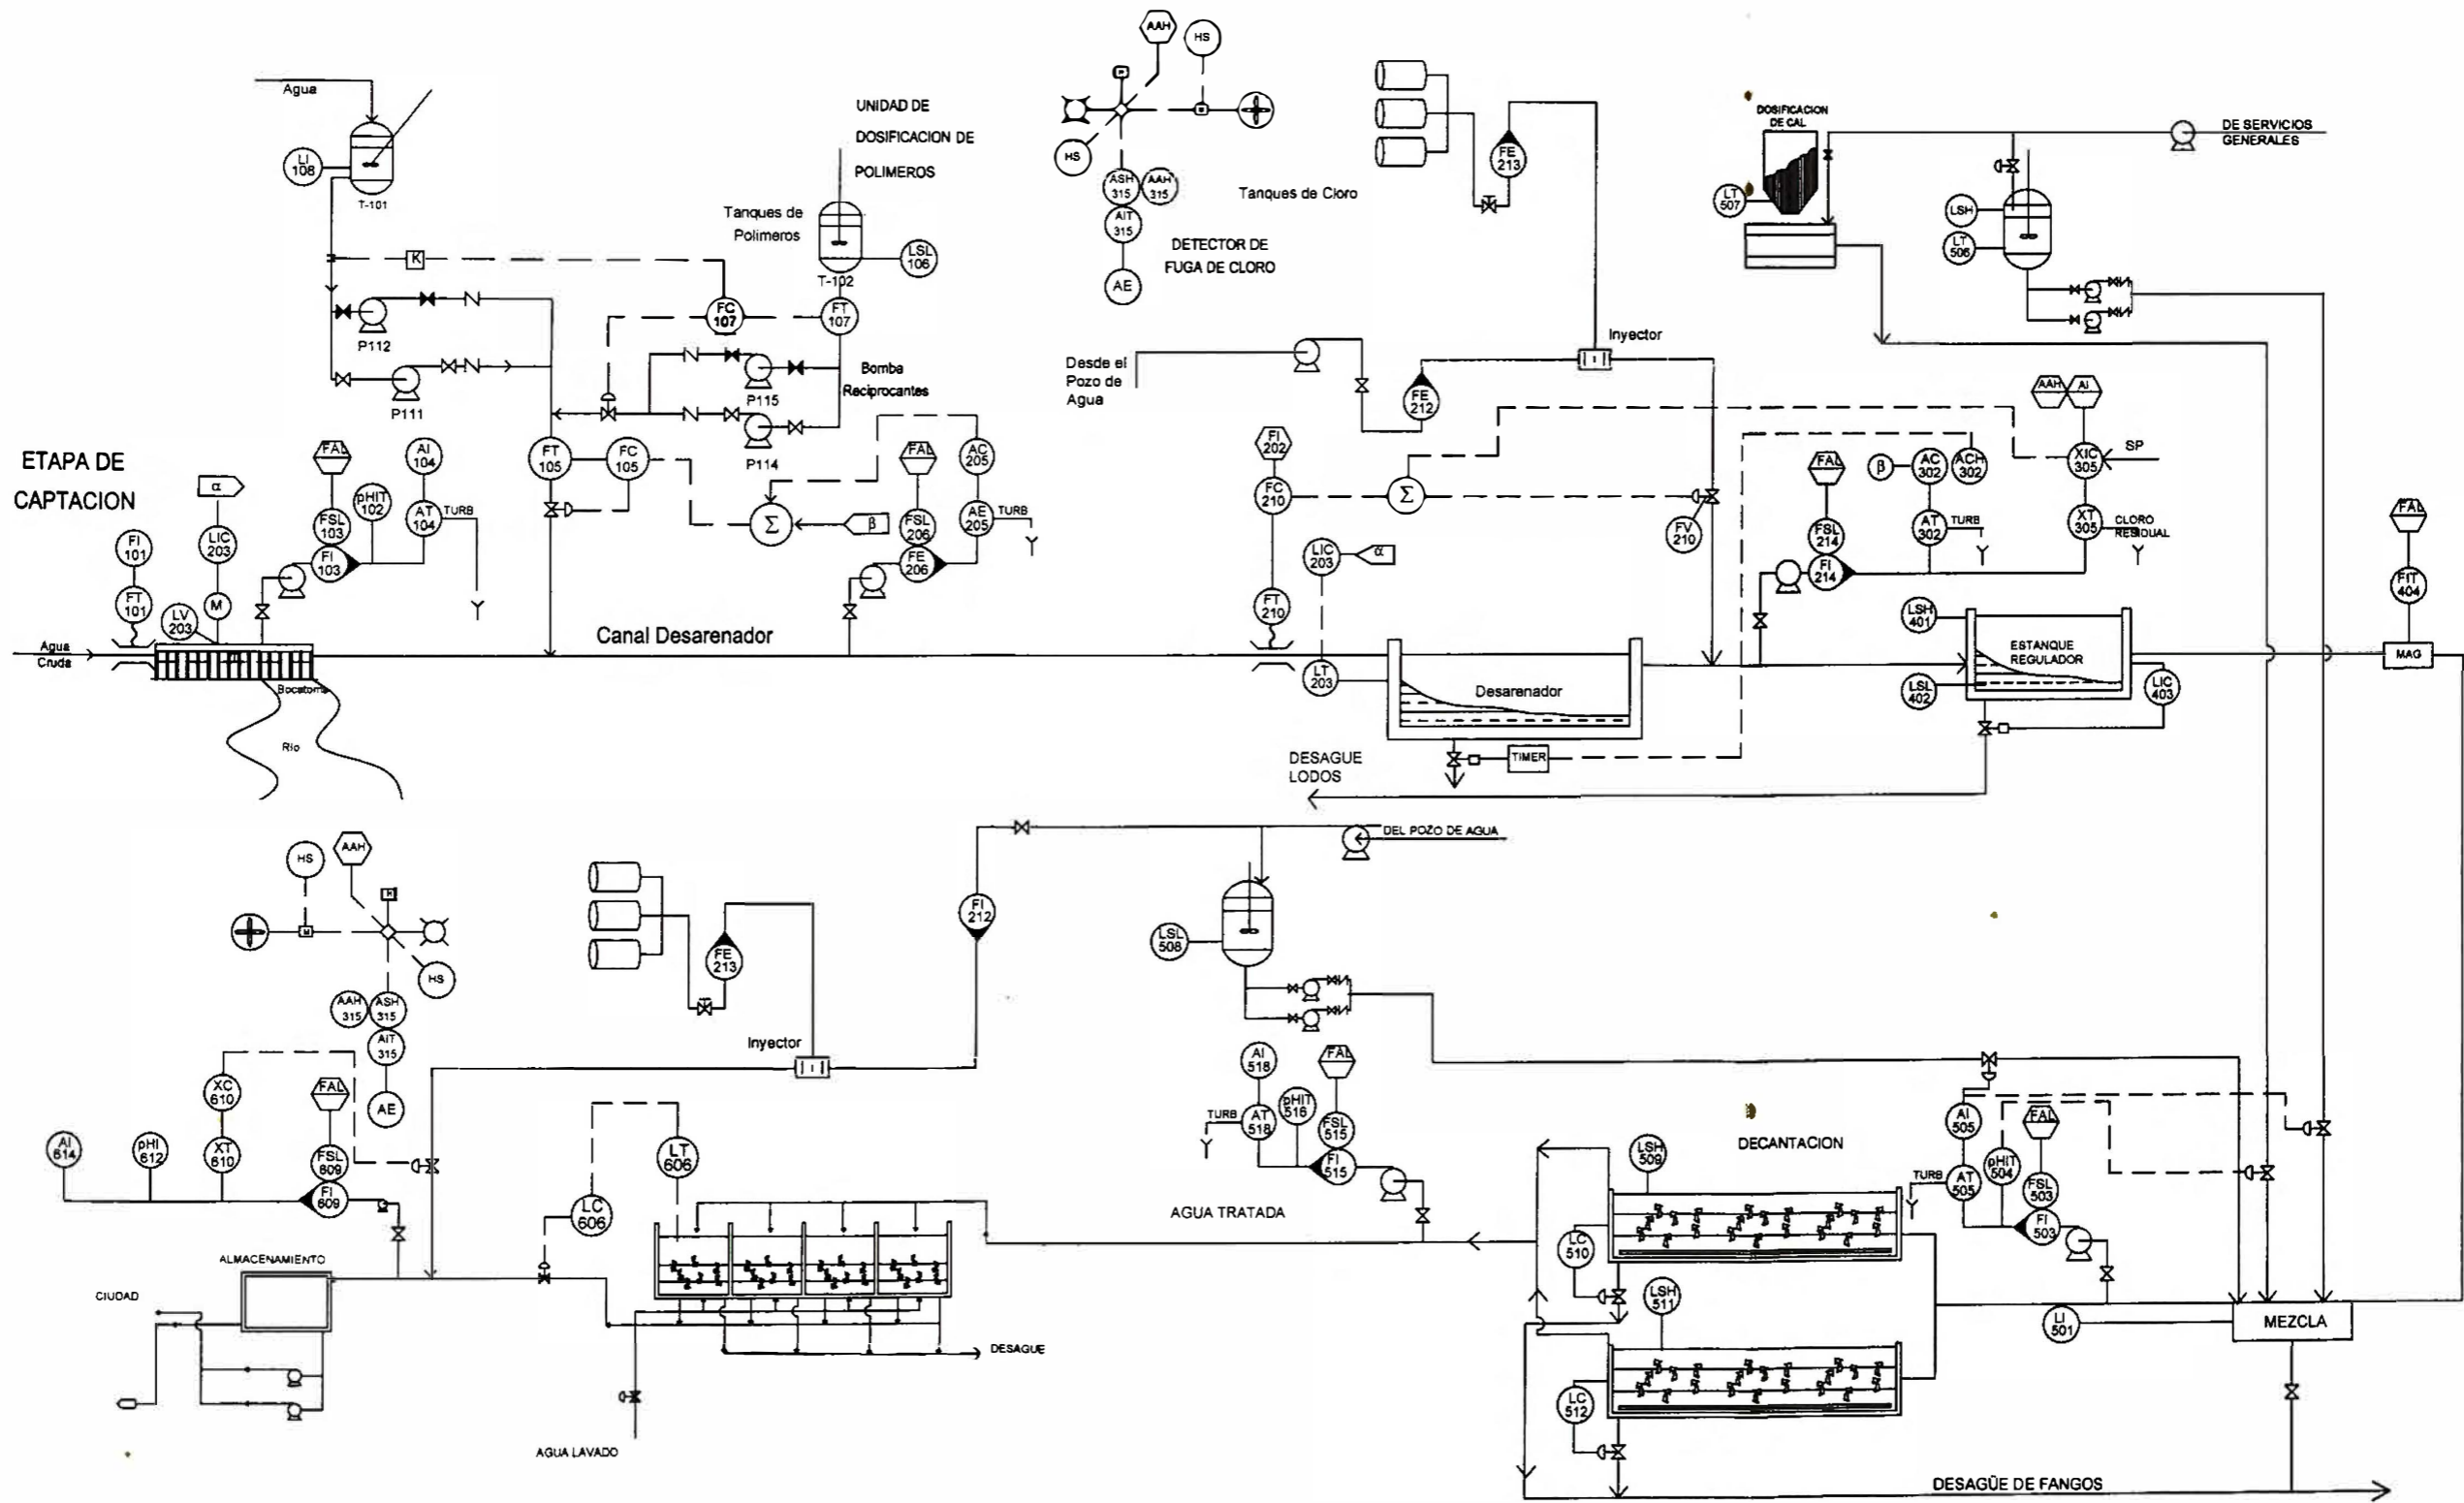 Agua
LI
108
T-101
K
P112
P111
UNIDAD DE
DOSIFICACION DE
POLIMEROS
Tanques de
Polimeros
LSL
106
T-102
FC
107
FT
107
P115
Bomba
Reciprocantes
P114
ETAPA DE
CAPTACION
FI
101
FT
101
α
LIC
203
M
LV
203
FAL
FSL
103
FI
103
pHIT
102
AI
104
AT
104
TURB
FT
105
FC
105
Σ
β
FAL
FSL
206
FE
206
AC
205
AE
205
TURB
Agua
Cruda
Bocatoma
Rio
Canal Desarenador
AAH
HS
HS
ASH
315
AAH
315
AIT
315
AE
DETECTOR DE
FUGA DE CLORO
Tanques de Cloro
FE
213
Inyector
Desde el
Pozo de
Agua
FE
212
FI
202
FC
210
FT
210
Σ
FV
210
LIC
203
α
LT
203
Desarenador
TIMER
DESAGUE
LODOS
DOSIFICACION
DE CAL
LT
507
DE SERVICIOS
GENERALES
LSH
LT
506
AAH
AI
XIC
305
SP
XT
305
CLORO
RESIDUAL
FAL
FSL
214
FI
214
β
AC
302
ACH
302
AT
302
TURB
LSH
401
LSL
402
ESTANQUE
REGULADOR
LIC
403
FAL
FIT
404
MAG
HS
AAH
M
HS
AAH
315
ASH
315
AIT
315
AE
FE
213
Inyector
FI
212
DEL POZO DE AGUA
LSL
508
XC
610
XT
610
FAL
FSL
609
FI
609
AI
614
pHI
612
ALMACENAMIENTO
CIUDAD
LT
606
LC
606
DESAGUE
AGUA LAVADO
AI
518
AT
518
TURB
pHIT
516
FAL
FSL
515
FI
515
AGUA TRATADA
DECANTACION
LSH
509
LC
510
LSH
511
LC
512
AI
505
AT
505
TURB
pHIT
504
FAL
FSL
503
FI
503
LI
501
MEZCLA
DESAGÜE DE FANGOS